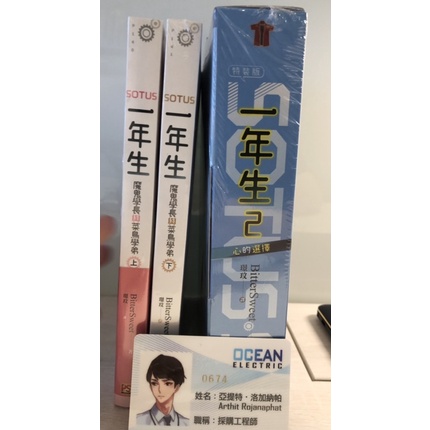 SOTUS
一年生
魔鬼學長 菜鳥學弟
上
BitterSweet
SOTUS
一年生
魔鬼學長 菜鳥學弟
下
BitterSweet
特裝版
SOTUS
一年生2
心的選擇
BitterSweet
OCEAN
ELECTRIC
0674
姓名：亞提特・洛加納帕
Arthit Rojanaphat
職稱：採購工程師